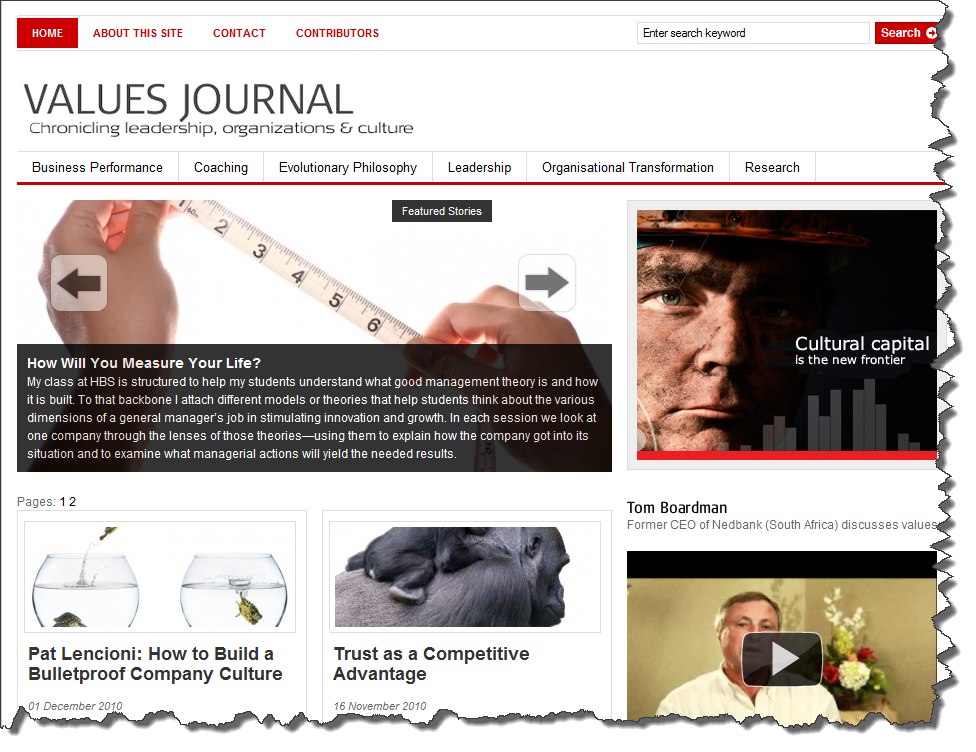 HOME ABOUT THIS SITE CONTACT CONTRIBUTORS Enter search keyword Search
VALUES JOURNAL
Chronicling leadership, organizations & culture
Business Performance Coaching Evolutionary Philosophy Leadership Organisational Transformation Research
Featured Stories
2 3 4 5 6
How Will You Measure Your Life?
My class at HBS is structured to help my students understand what good management theory is and how
it is built. To that backbone I attach different models or theories that help students think about the various
dimensions of a general manager's job in stimulating innovation and growth. In each session we look at
one company through the lenses of those theories—using them to explain how the company got into its
situation and to examine what managerial actions will yield the needed results.
Cultural capital
is the new frontier
Pages: 1 2
Pat Lencioni: How to Build a
Bulletproof Company Culture
01 December 2010
Trust as a Competitive
Advantage
16 November 2010
Tom Boardman
Former CEO of Nedbank (South Africa) discusses values